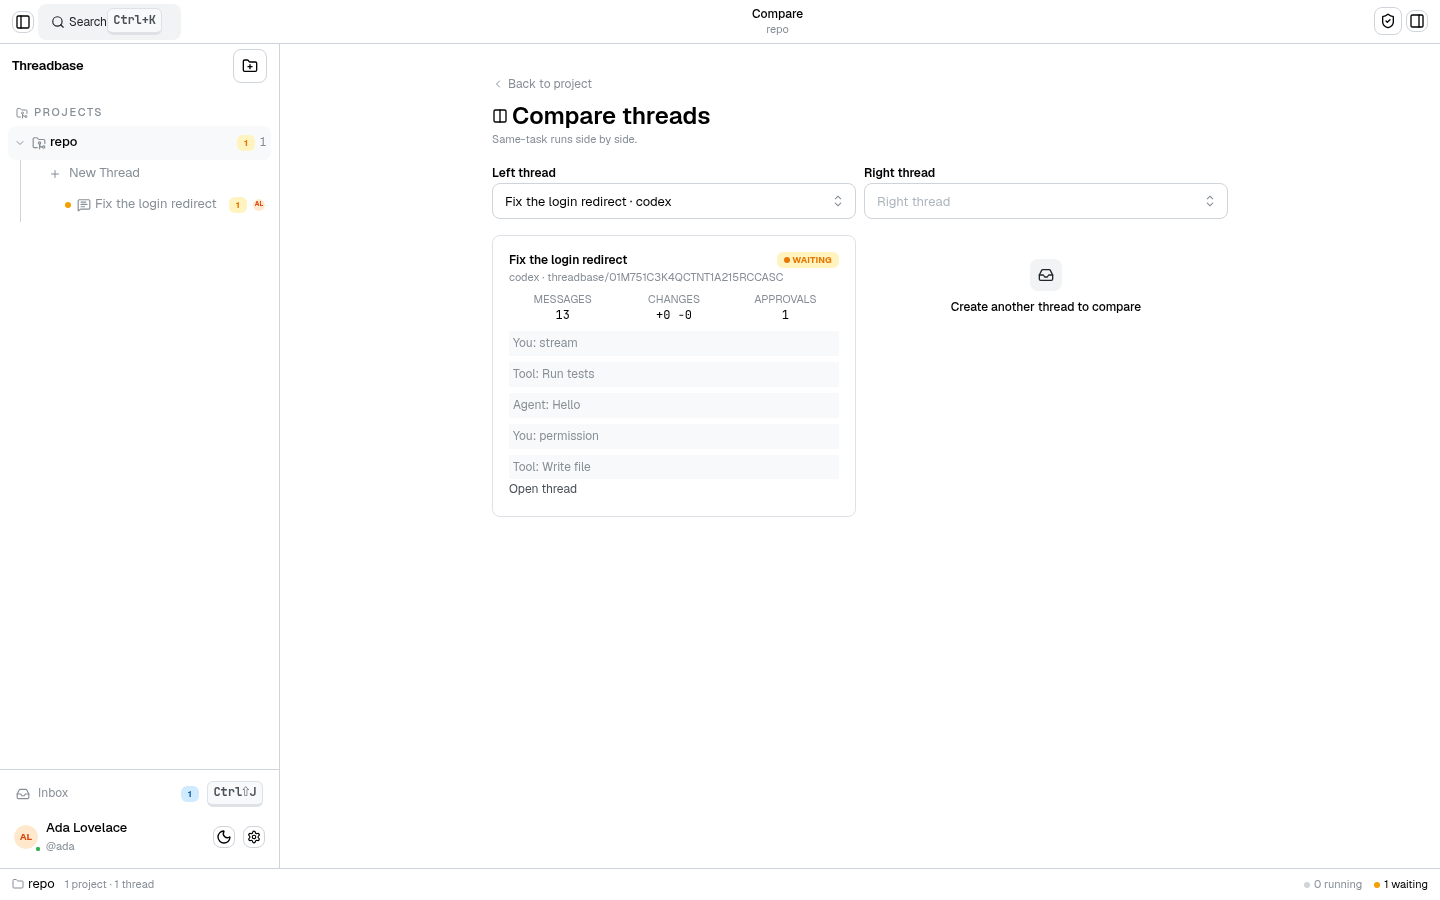 Search Ctrl+K
Compare
repo
Threadbase
PROJECTS
repo 1 1
New Thread
Fix the login redirect 1 AL
Back to project
Compare threads
Same-task runs side by side.
Left thread
Fix the login redirect · codex
Right thread
Right thread
Fix the login redirect WAITING
codex · threadbase/01M751C3K4QCTNT1A215RCCASC
MESSAGES CHANGES APPROVALS
13 +0 -0 1
You: stream
Tool: Run tests
Agent: Hello
You: permission
Tool: Write file
Open thread
Create another thread to compare
Inbox 1 Ctrl⇧J
AL Ada Lovelace
@ada
repo 1 project · 1 thread
0 running 1 waiting